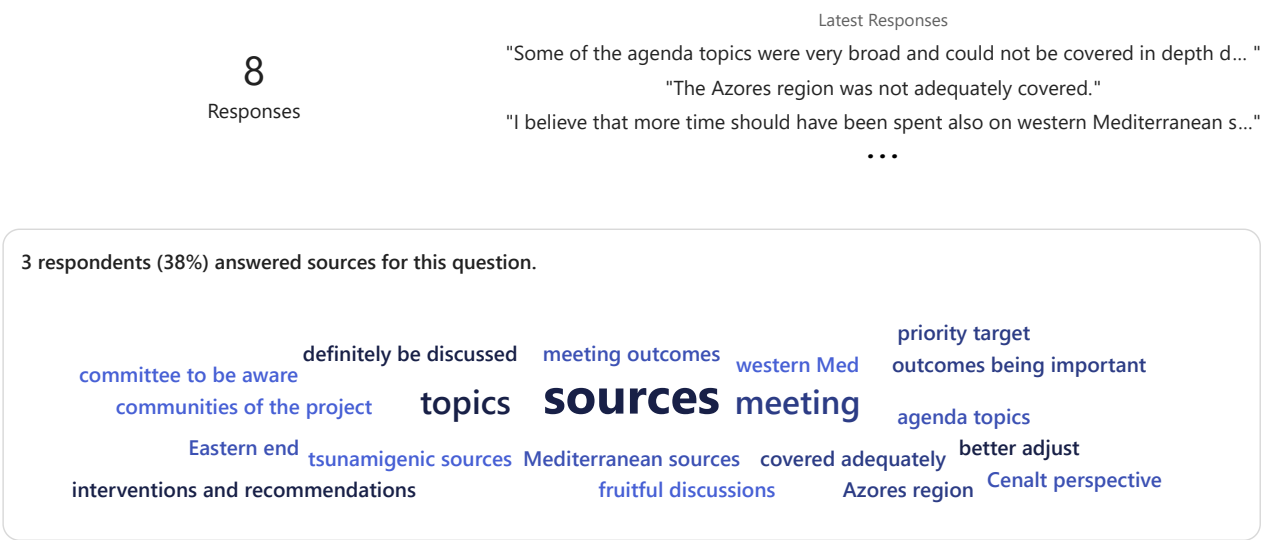 Latest Responses
8
Responses
"Some of the agenda topics were very broad and could not be covered in depth d... "
"The Azores region was not adequately covered."
"I believe that more time should have been spent also on western Mediterranean s..."
...
3 respondents (38%) answered sources for this question.
priority target
definitely be discussed meeting outcomes
western Med outcomes being important
committee to be aware
communities of the project topics sources meeting
agenda topics
Eastern end better adjust
tsunamigenic sources Mediterranean sources covered adequately
Cenalt perspective
interventions and recommendations fruitful discussions Azores region